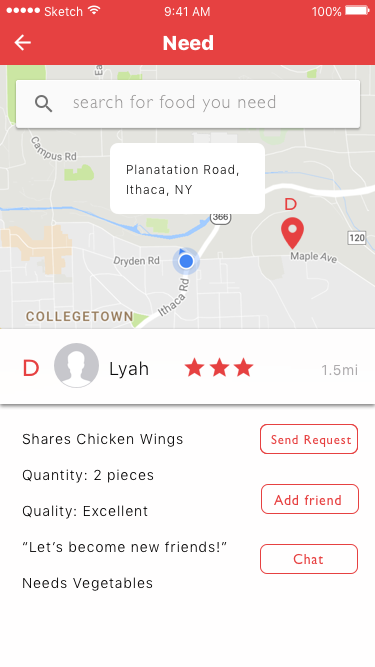 Sketch 9:41 AM 100%
Need
Ea
search for food you need
Campus Rd
Planatation Road,
Ithaca, NY
D
366
120
Dryden Rd
Maple Ave
Ithaca Rd
COLLEGETOWN
D Lyah 1.5mi
Shares Chicken Wings
Send Request
Quantity: 2 pieces
Add friend
Quality: Excellent
“Let’s become new friends!”
Chat
Needs Vegetables